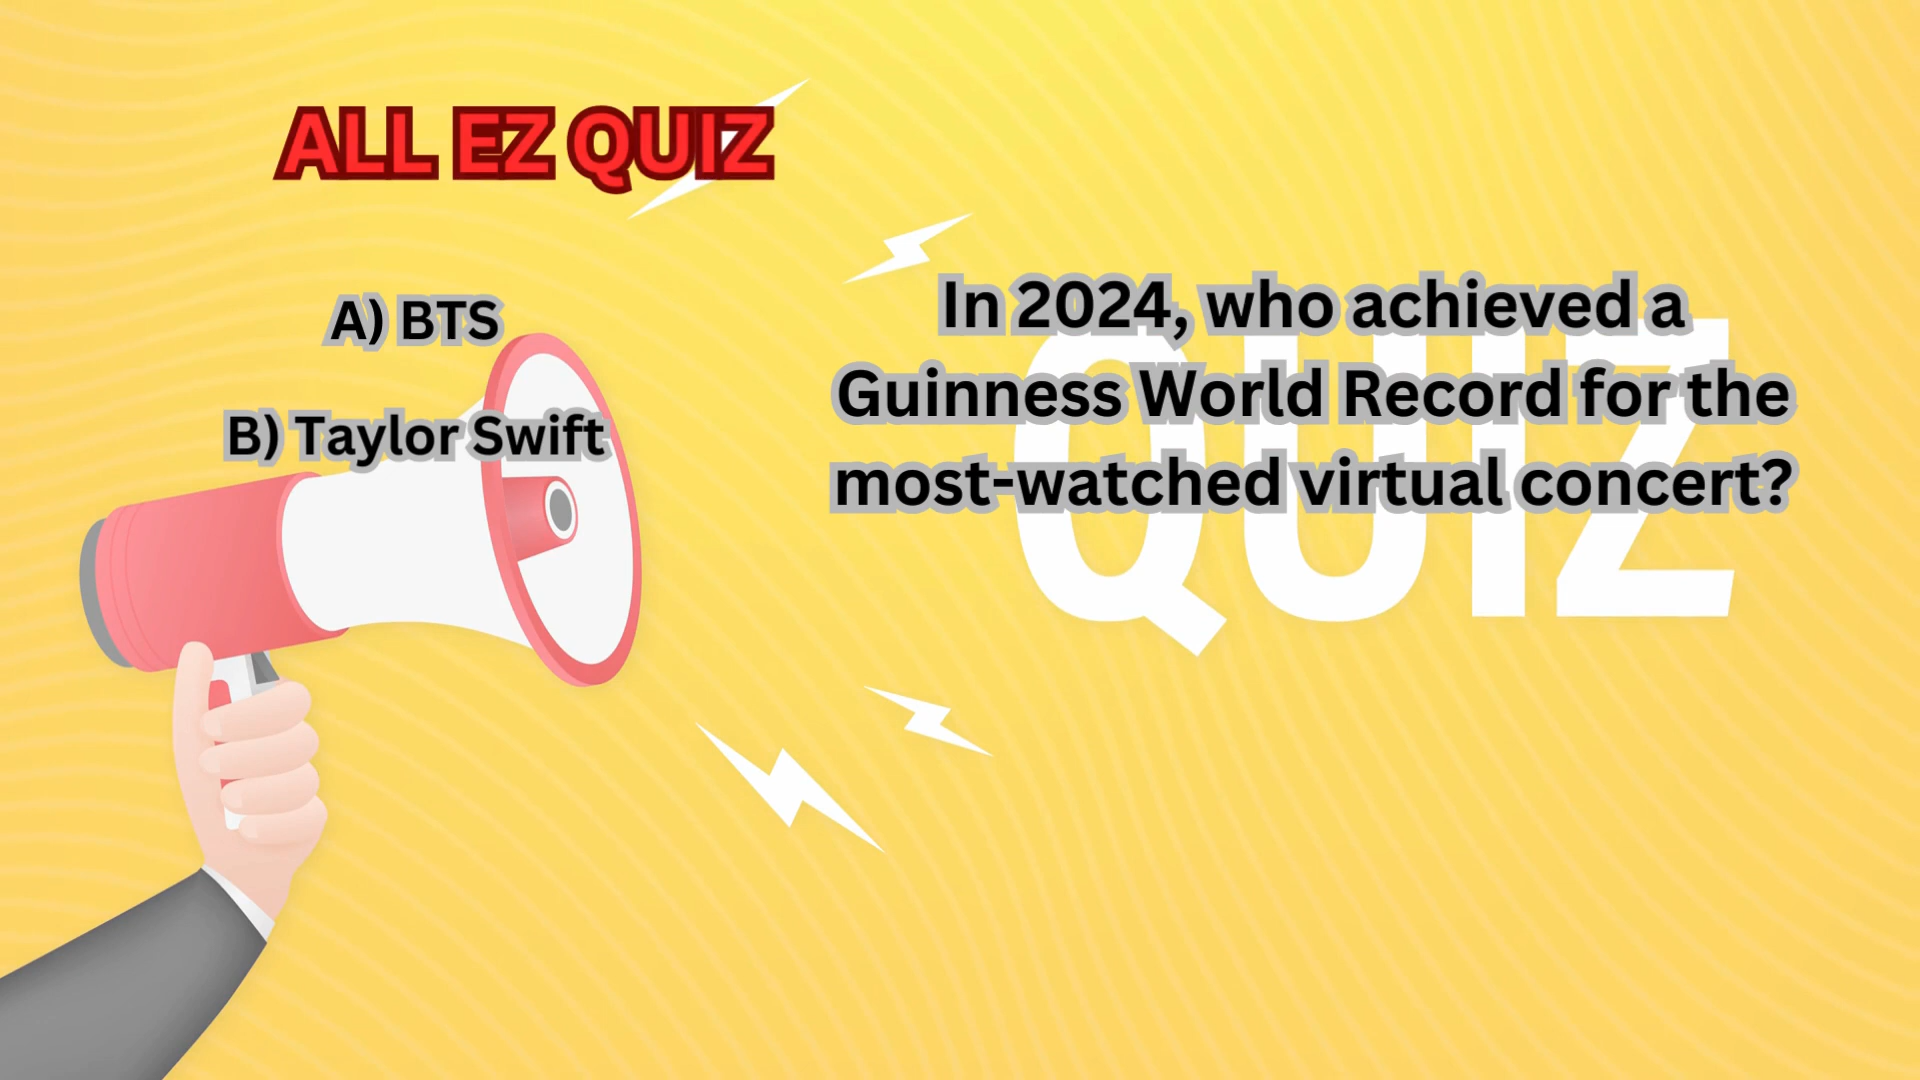 ALL EZ QUIZ
A) BTS
B) Taylor Swift
In 2024, who achieved a
Guinness World Record for the
most-watched virtual concert?
QUIZ